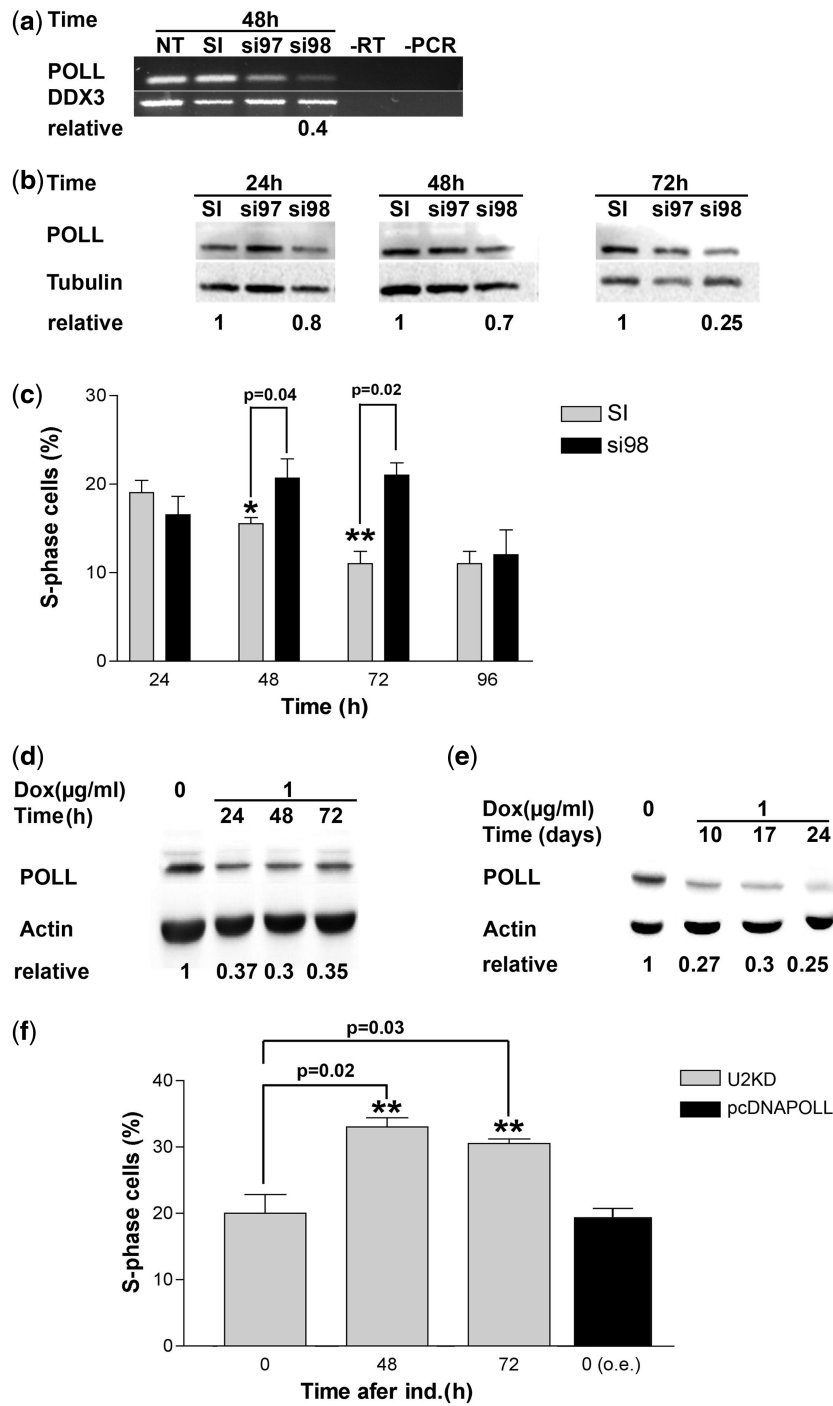 (a) Time 48h
NT SI si97 si98 -RT -PCR
POLL
DDX3
relative 0.4
(b) Time 24h 48h 72h
SI si97 si98 SI si97 si98 SI si97 si98
POLL
Tubulin
relative 1 0.8 1 0.7 1 0.25
(c)
30
20
10
0
S-phase cells (%)
p=0.04
p=0.02
*
**
SI
si98
24 48 72 96
Time (h)
(d)
Dox(µg/ml) 0 1
Time(h) 24 48 72
POLL
Actin
relative 1 0.37 0.3 0.35
(e)
Dox(µg/ml) 0 1
Time (days) 10 17 24
POLL
Actin
relative 1 0.27 0.3 0.25
(f)
p=0.03
p=0.02
** **
40
30
20
10
0
S-phase cells (%)
U2KD
pcDNAPOLL
0 48 72 0 (o.e.)
Time afer ind.(h)